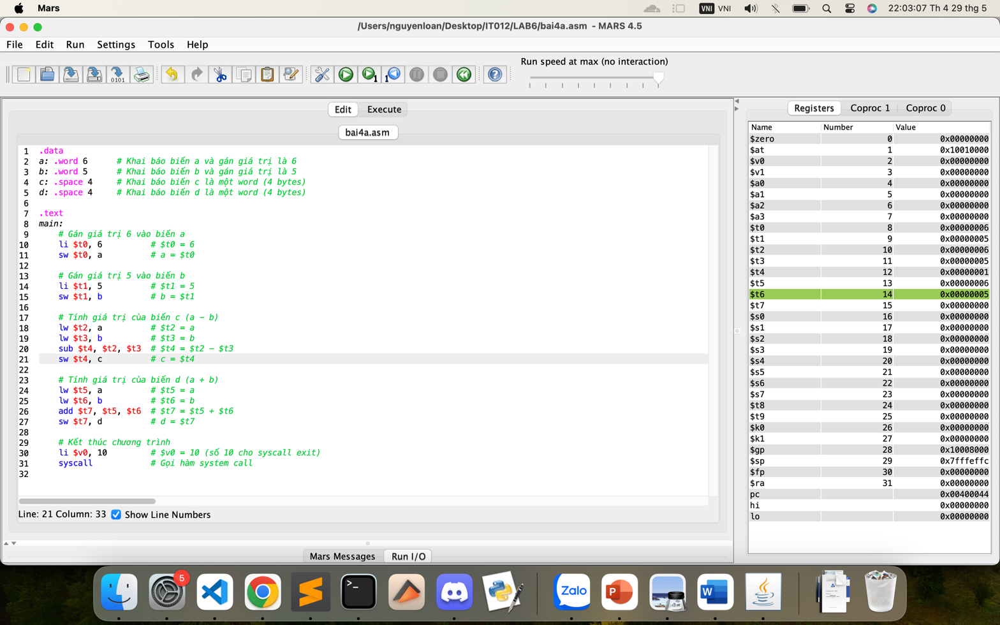 Mars
VNI VNI
22:03:07 Th 4 29 thg 5
/Users/nguyenloan/Desktop/IT012/LAB6/bai4a.asm - MARS 4.5
File Edit Run Settings Tools Help
Run speed at max (no interaction)
0101
1
1
Edit Execute
bai4a.asm
1 .data
2 a: .word 6 # Khai báo biến a và gán giá trị là 6
3 b: .word 5 # Khai báo biến b và gán giá trị là 5
4 c: .space 4 # Khai báo biến c là một word (4 bytes)
5 d: .space 4 # Khai báo biến d là một word (4 bytes)
6
7 .text
8 main:
9 # Gán giá trị 6 vào biến a
10 li $t0, 6 # $t0 = 6
11 sw $t0, a # a = $t0
12
13 # Gán giá trị 5 vào biến b
14 li $t1, 5 # $t1 = 5
15 sw $t1, b # b = $t1
16
17 # Tính giá trị của biến c (a - b)
18 lw $t2, a # $t2 = a
19 lw $t3, b # $t3 = b
20 sub $t4, $t2, $t3 # $t4 = $t2 - $t3
21 sw $t4, c # c = $t4
22
23 # Tính giá trị của biến d (a + b)
24 lw $t5, a # $t5 = a
25 lw $t6, b # $t6 = b
26 add $t7, $t5, $t6 # $t7 = $t5 + $t6
27 sw $t7, d # d = $t7
28
29 # Kết thúc chương trình
30 li $v0, 10 # $v0 = 10 (số 10 cho syscall exit)
31 syscall # Gọi hàm system call
32
Line: 21 Column: 33 Show Line Numbers
Mars Messages Run I/O
Registers Coproc 1 Coproc 0
Name Number Value
$zero 0 0x00000000
$at 1 0x10010000
$v0 2 0x00000000
$v1 3 0x00000000
$a0 4 0x00000000
$a1 5 0x00000000
$a2 6 0x00000000
$a3 7 0x00000000
$t0 8 0x00000006
$t1 9 0x00000005
$t2 10 0x00000006
$t3 11 0x00000005
$t4 12 0x00000001
$t5 13 0x00000006
$t6 14 0x00000005
$t7 15 0x00000000
$s0 16 0x00000000
$s1 17 0x00000000
$s2 18 0x00000000
$s3 19 0x00000000
$s4 20 0x00000000
$s5 21 0x00000000
$s6 22 0x00000000
$s7 23 0x00000000
$t8 24 0x00000000
$t9 25 0x00000000
$k0 26 0x00000000
$k1 27 0x00000000
$gp 28 0x10008000
$sp 29 0x7fffeffc
$fp 30 0x00000000
$ra 31 0x00000000
pc 0x00400044
hi 0x00000000
lo 0x00000000
5
>_
Zalo
P
W